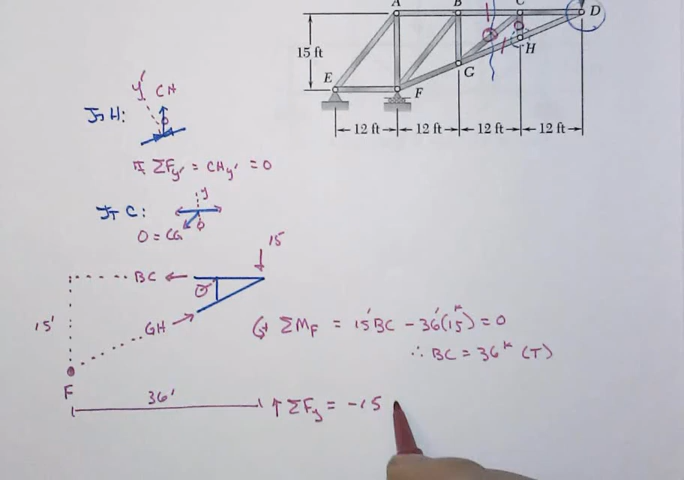 A B C D
15 ft
E F G H
12 ft 12 ft 12 ft 12 ft
y' CH
JT H:
ΣFy' = CHy' = 0
y
JT C:
0 = CG
15
BC
15'
GH
ΣMF = 15'BC - 36'(15ᵏ) = 0
∴ BC = 36ᵏ (T)
F
36'
↑ ΣFy = -15